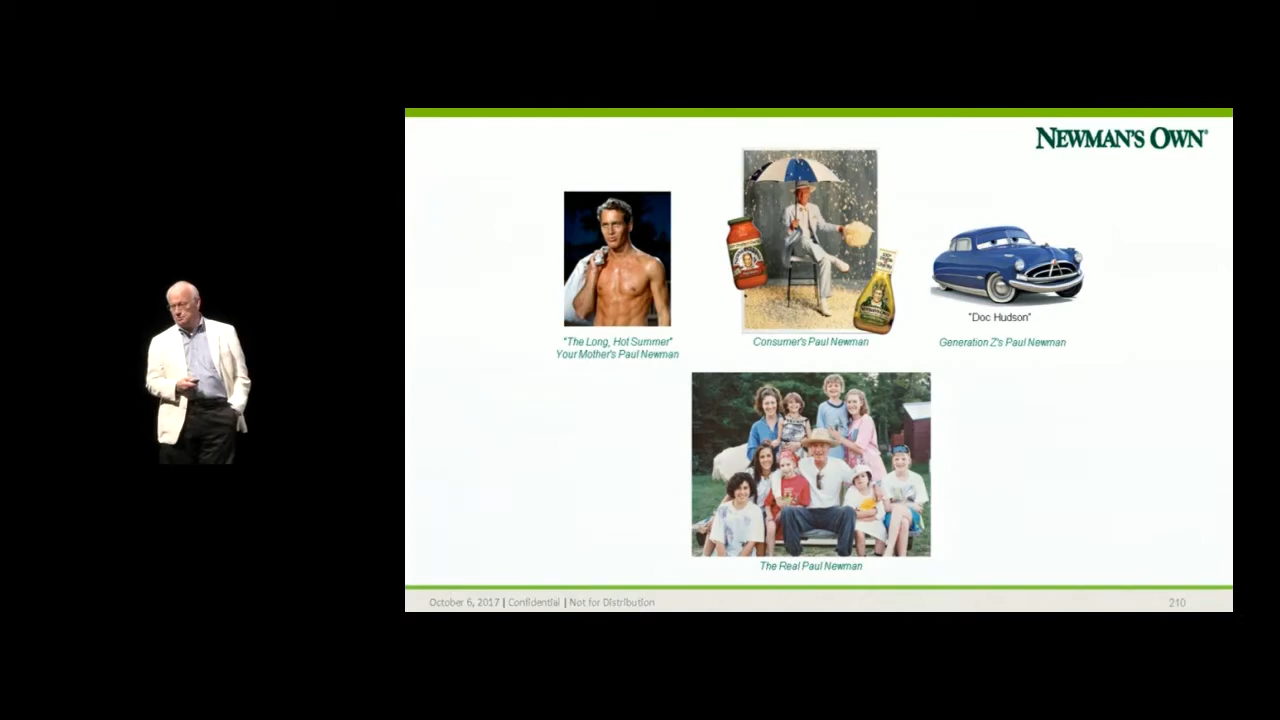 NEWMAN'S OWN®
"The Long, Hot Summer"
Your Mother's Paul Newman
Consumer's Paul Newman
"Doc Hudson"
Generation Z's Paul Newman
The Real Paul Newman
October 6, 2017 | Confidential | Not for Distribution
210